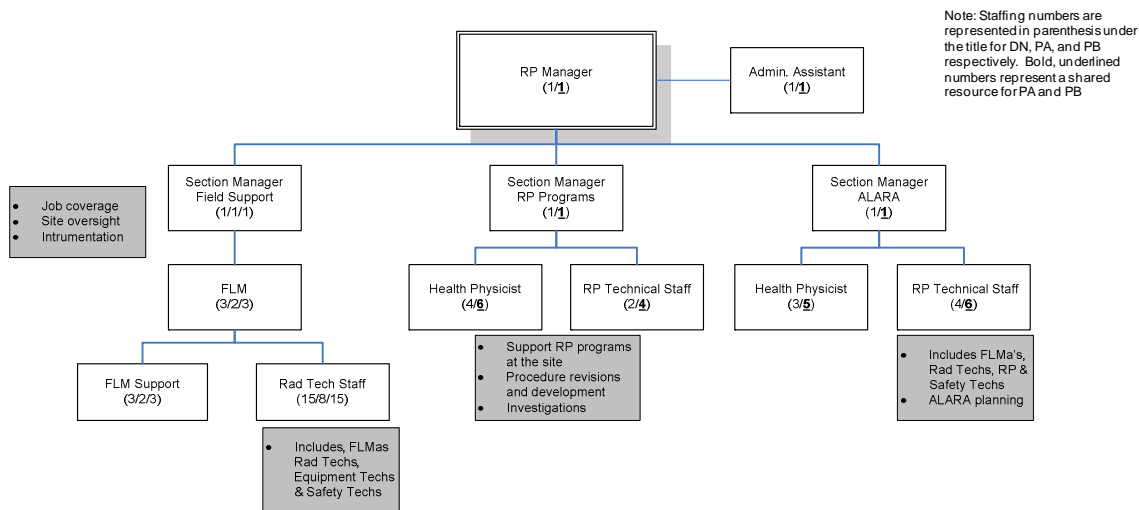 Note: Staffing numbers are
represented in parenthesis under
the title for DN, PA, and PB
respectively. Bold, underlined
numbers represent a shared
resource for PA and PB
RP Manager
(1/1)
Admin. Assistant
(1/1)
Section Manager
Field Support
(1/1/1)
Section Manager
RP Programs
(1/1)
Section Manager
ALARA
(1/1)
• Job coverage
• Site oversight
• Intrumentation
FLM
(3/2/3)
Health Physicist
(4/6)
RP Technical Staff
(2/4)
Health Physicist
(3/5)
RP Technical Staff
(4/6)
• Support RP programs
at the site
• Procedure revisions
and development
• Investigations
• Includes FLMa's,
Rad Techs, RP &
Safety Techs
• ALARA planning
FLM Support
(3/2/3)
Rad Tech Staff
(15/8/15)
• Includes, FLMas
Rad Techs,
Equipment Techs
& Safety Techs